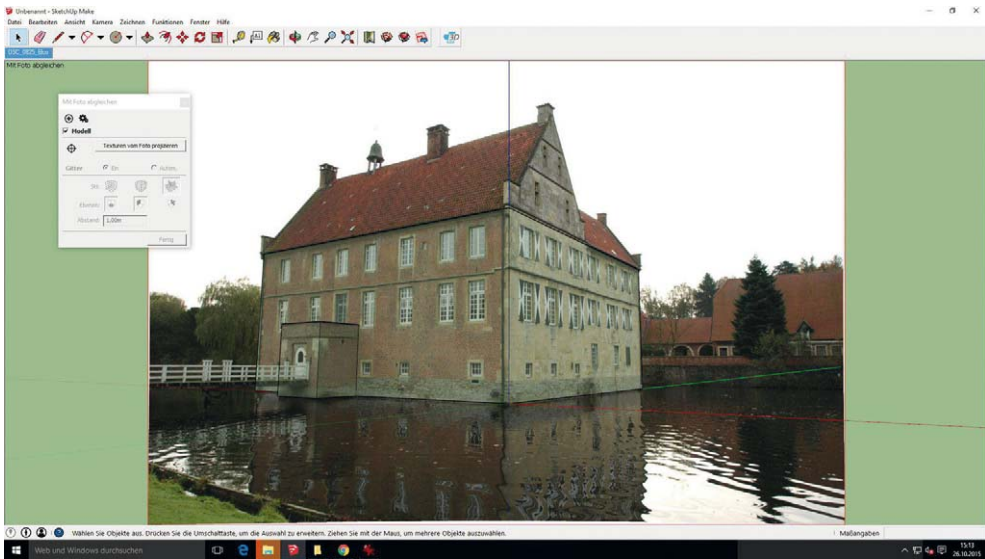 Unbenannt - SketchUp Make
Datei Bearbeiten Ansicht Kamera Zeichnen Funktionen Fenster Hilfe
DSC_0825_Blur
Mit Foto abgleichen
Mit Foto abgleichen
Modell
Texturen vom Foto projizieren
Gitter:
Ein
Autom.
Stil:
Ebenen:
Abstand: 1,00m
Fertig
Wählen Sie Objekte aus. Drücken Sie die Umschalttaste, um die Auswahl zu erweitern. Ziehen Sie mit der Maus, um mehrere Objekte auszuwählen.
Maßangaben
Web und Windows durchsuchen
15:13
26.10.2015